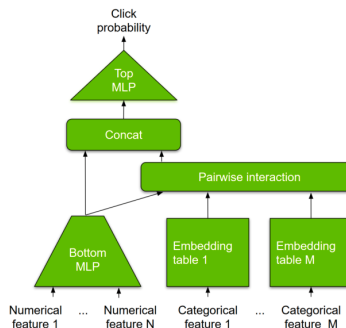 Click
probability
Top
MLP
Concat
Pairwise interaction
Bottom
MLP
Embedding
table 1
Embedding
table M
Numerical
feature 1
...
Numerical
feature N
Categorical
feature 1
...
Categorical
feature M